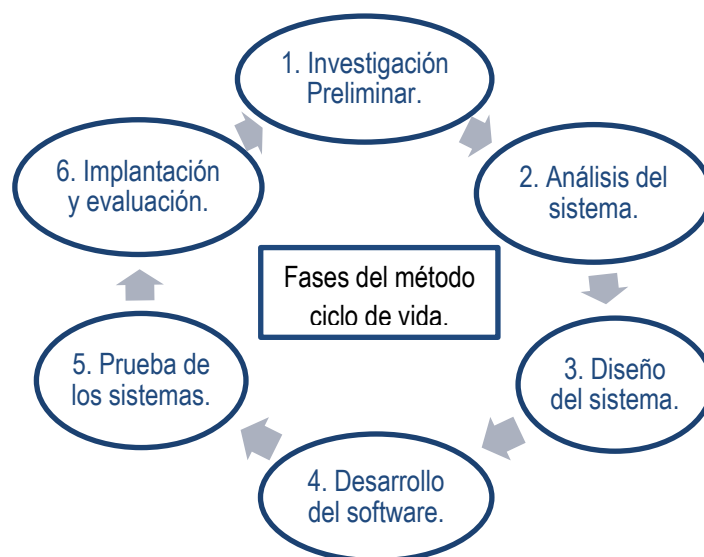 1. Investigación
Preliminar.
2. Análisis del
sistema.
3. Diseño
del sistema.
4. Desarrollo
del software.
5. Prueba de
los sistemas.
6. Implantación
y evaluación.
Fases del método
ciclo de vida.